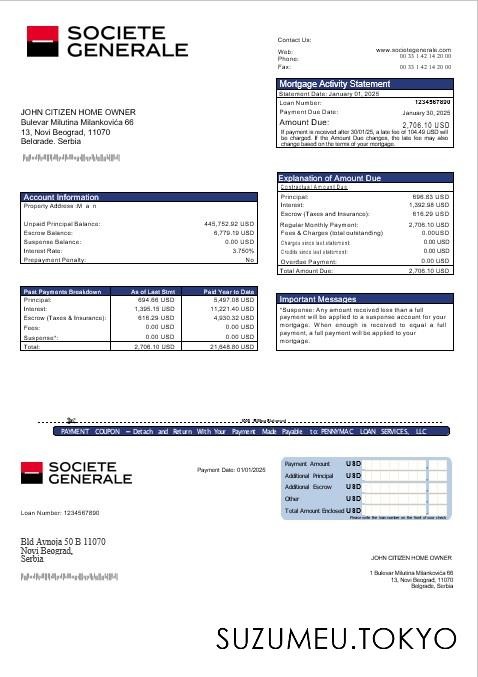 SOCIETE
GENERALE
Contact Us:
Web: www.societegenerale.com
Phone: 00 33 1 42 14 20 00
Fax: 00 33 1 42 14 20 00
Mortgage Activity Statement
Statement Date: January 01, 2025
Loan Number: 1234567890
Payment Due Date: January 30, 2025
Amount Due: 2,706.10 USD
If payment is received after 30/01/25, a late fee of 104.49 USD will
be charged. If the Amount Due changes, the late fee may also
change based on the terms of your mortgage.
JOHN CITIZEN HOME OWNER
Bulevar Milutina Milankovića 66
13, Novi Beograd, 11070
Belgrade, Serbia
Account Information
Property Address M a n
Unpaid Principal Balance: 445,752.92 USD
Escrow Balance: 6,779.19 USD
Suspense Balance: 0.00 USD
Interest Rate: 3.750%
Prepayment Penalty: No
Explanation of Amount Due
Contractual Amount Due
Principal: 696.83 USD
Interest: 1,392.98 USD
Escrow (Taxes and Insurance): 616.29 USD
Regular Monthly Payment: 2,706.10 USD
Fees & Charges (total outstanding) 0.00USD
Charges since last statement: 0.00 USD
Credits since last statement: 0.00 USD
Overdue Payment: 0.00 USD
Total Amount Due: 2,706.10 USD
Past Payments Breakdown As of Last Stmt Paid Year to Date
Principal: 694.66 USD 5,497.08 USD
Interest: 1,395.15 USD 11,221.40 USD
Escrow (Taxes & Insurance): 616.29 USD 4,930.32 USD
Fees: 0.00 USD 0.00 USD
Suspense*: 0.00 USD 0.00 USD
Total: 2,706.10 USD 21,648.80 USD
Important Messages
*Suspense: Any amount received less than a full
payment will be applied to a suspense account for your
mortgage. When enough is received to equal a full
payment, a full payment will be applied to your
mortgage.
PAYMENT COUPON – Detach and Return With Your Payment Made Payable to: PENNYMAC LOAN SERVICES, LLC
SOCIETE
GENERALE
Payment Date: 01/01/2025
Payment Amount USD
Additional Principal USD
Additional Escrow USD
Other USD
Total Amount Enclosed USD
Please write the loan number on the front of your check
Loan Number: 1234567890
Bld Avnoja 50 B 11070
Novi Beograd,
Serbia
JOHN CITIZEN HOME OWNER
1 Bulevar Milutina Milankovića 66
13, Novi Beograd, 11070
Belgrade, Serbia
SUZUMEU.TOKYO